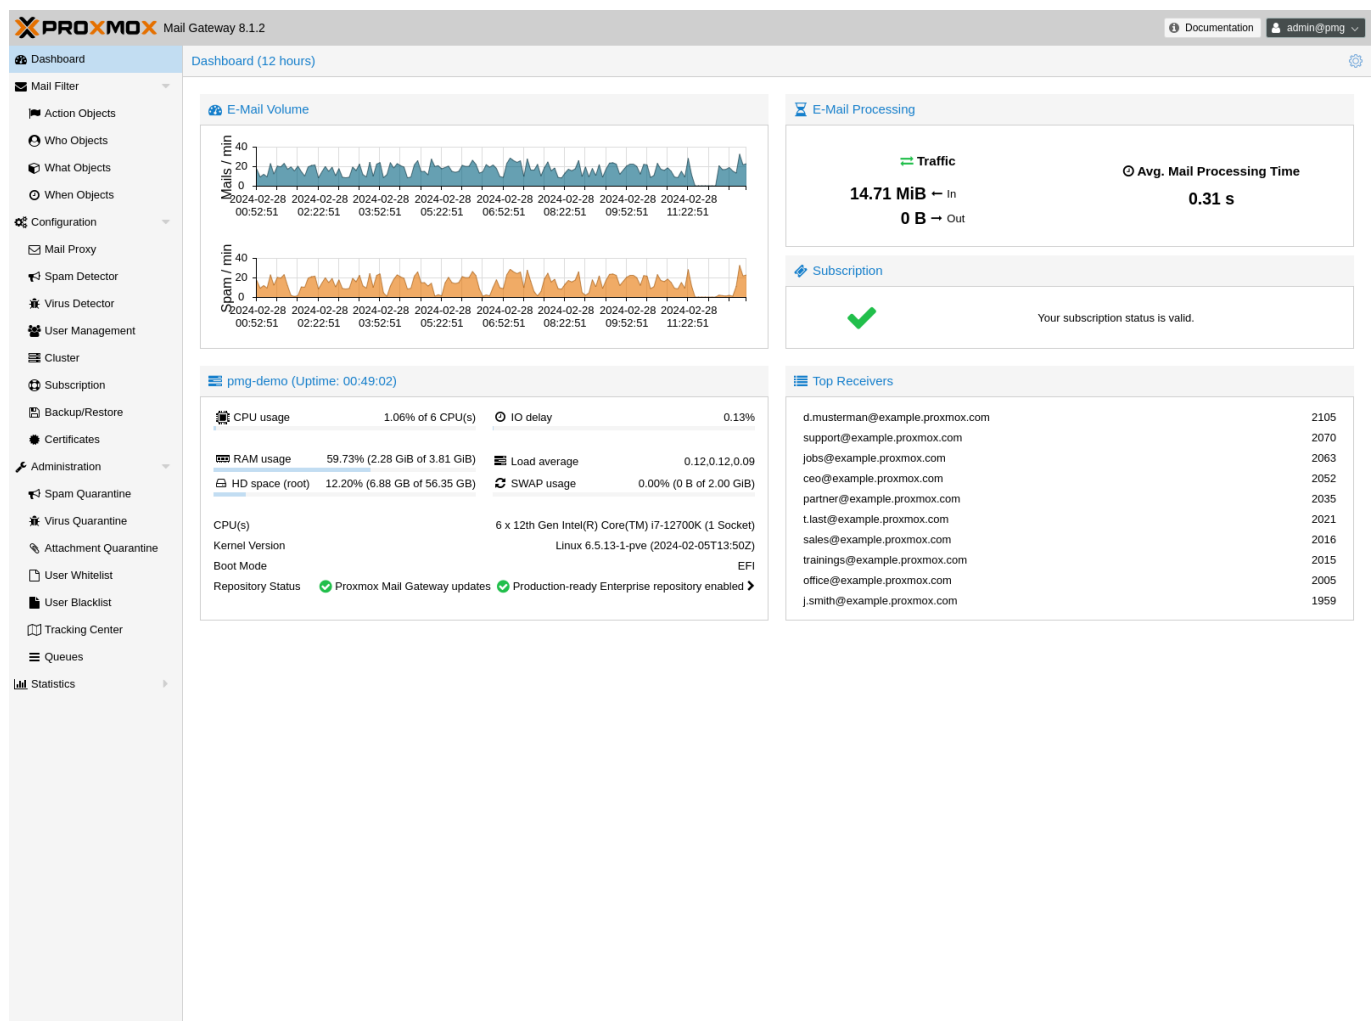 PROXMOX Mail Gateway 8.1.2
Documentation
admin@pmg
Dashboard
Mail Filter
Action Objects
Who Objects
What Objects
When Objects
Configuration
Mail Proxy
Spam Detector
Virus Detector
User Management
Cluster
Subscription
Backup/Restore
Certificates
Administration
Spam Quarantine
Virus Quarantine
Attachment Quarantine
User Whitelist
User Blacklist
Tracking Center
Queues
Statistics
Dashboard (12 hours)
E-Mail Volume
Mails / min
40
20
0
2024-02-28 2024-02-28 2024-02-28 2024-02-28 2024-02-28 2024-02-28 2024-02-28 2024-02-28
00:52:51 02:22:51 03:52:51 05:22:51 06:52:51 08:22:51 09:52:51 11:22:51
Spam / min
40
20
0
2024-02-28 2024-02-28 2024-02-28 2024-02-28 2024-02-28 2024-02-28 2024-02-28 2024-02-28
00:52:51 02:22:51 03:52:51 05:22:51 06:52:51 08:22:51 09:52:51 11:22:51
E-Mail Processing
Traffic
14.71 MiB In
0 B Out
Avg. Mail Processing Time
0.31 s
Subscription
Your subscription status is valid.
pmg-demo (Uptime: 00:49:02)
CPU usage 1.06% of 6 CPU(s)
IO delay 0.13%
RAM usage 59.73% (2.28 GiB of 3.81 GiB)
Load average 0.12,0.12,0.09
HD space (root) 12.20% (6.88 GB of 56.35 GB)
SWAP usage 0.00% (0 B of 2.00 GiB)
CPU(s) 6 x 12th Gen Intel(R) Core(TM) i7-12700K (1 Socket)
Kernel Version Linux 6.5.13-1-pve (2024-02-05T13:50Z)
Boot Mode EFI
Repository Status Proxmox Mail Gateway updates Production-ready Enterprise repository enabled
Top Receivers
d.musterman@example.proxmox.com 2105
support@example.proxmox.com 2070
jobs@example.proxmox.com 2063
ceo@example.proxmox.com 2052
partner@example.proxmox.com 2035
t.last@example.proxmox.com 2021
sales@example.proxmox.com 2016
trainings@example.proxmox.com 2015
office@example.proxmox.com 2005
j.smith@example.proxmox.com 1959